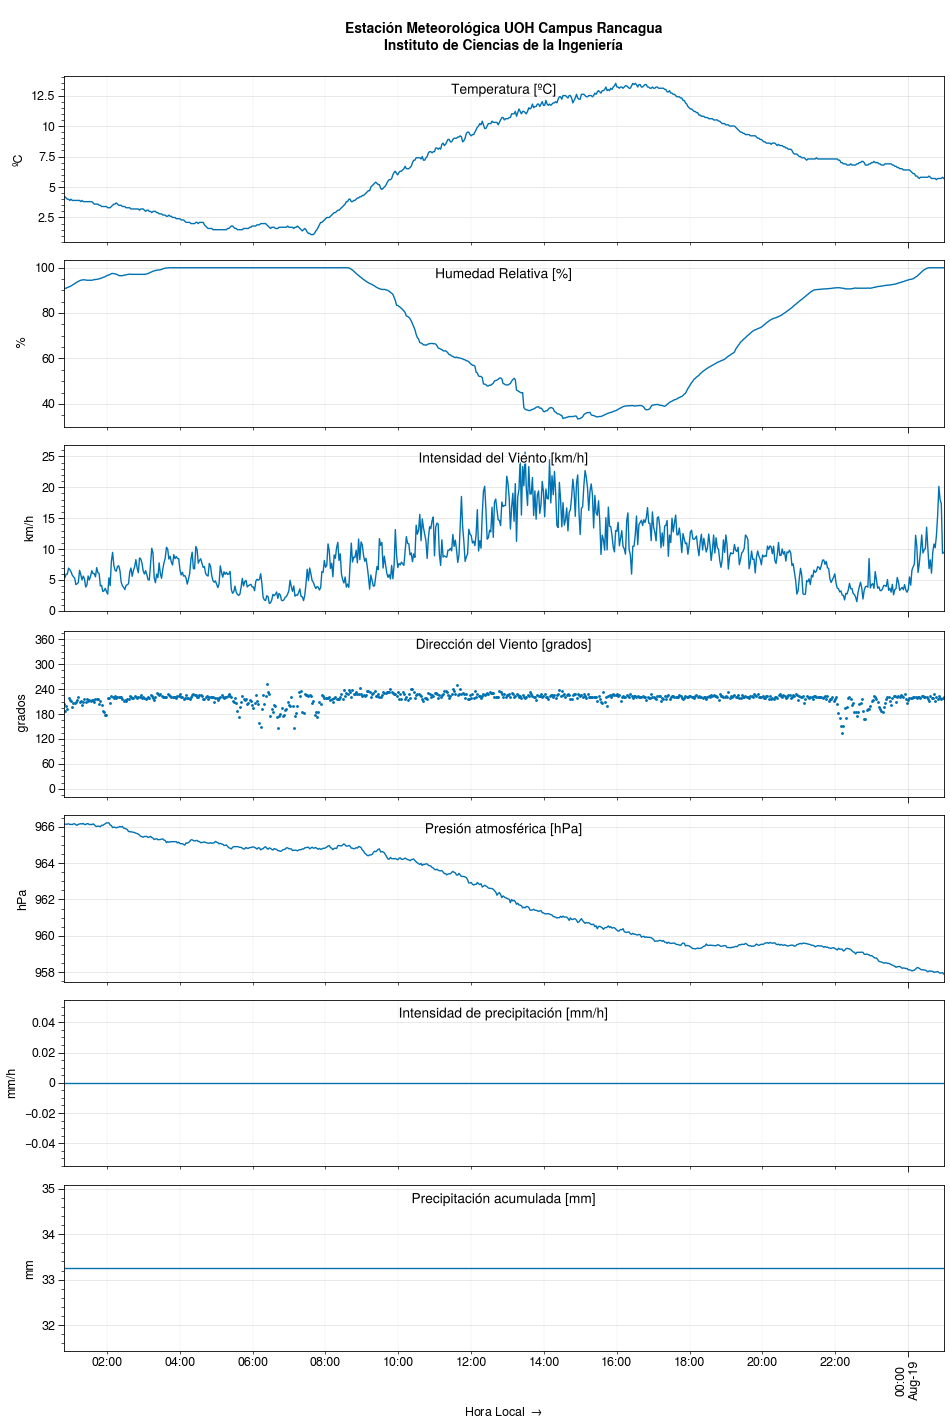 Estación Meteorológica UOH Campus Rancagua
Instituto de Ciencias de la Ingeniería
Temperatura [ºC]
12.5
10
7.5
5
2.5
ºC
Humedad Relativa [%]
100
80
60
40
%
Intensidad del Viento [km/h]
25
20
15
10
5
0
km/h
Dirección del Viento [grados]
360
300
240
180
120
60
0
grados
Presión atmosférica [hPa]
966
964
962
960
958
hPa
Intensidad de precipitación [mm/h]
0.04
0.02
0
−0.02
−0.04
mm/h
Precipitación acumulada [mm]
35
34
33
32
mm
02:00 04:00 06:00 08:00 10:00 12:00 14:00 16:00 18:00 20:00 22:00 00:00
Aug-19
Hora Local →